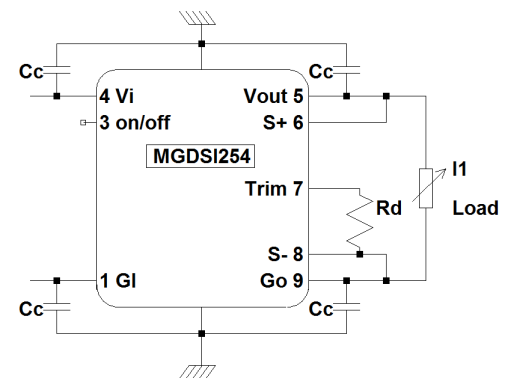 Cc
Cc
4 Vi
Vout 5
3 on/off
S+ 6
MGDSI254
I1
Trim 7
Rd
Load
S- 8
1 GI
Go 9
Cc
Cc